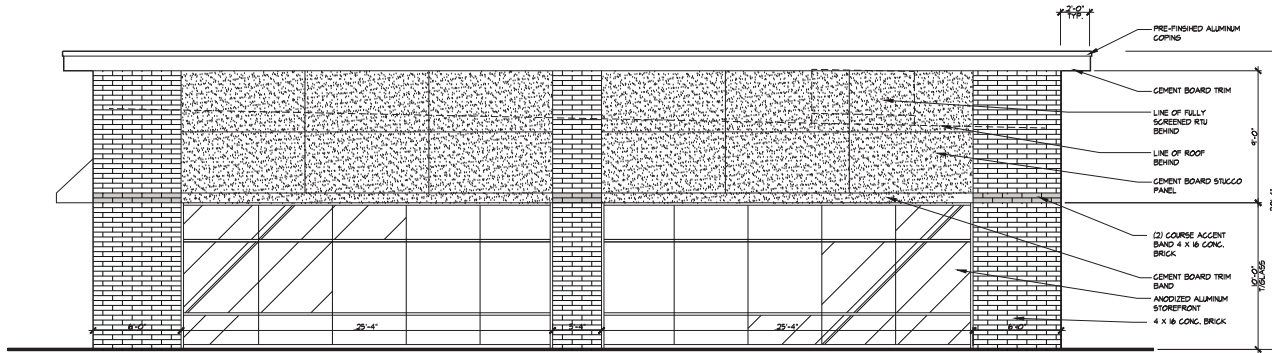 2'-0"
TYP.
PRE-FINSIHED ALUMINUM
COPING
CEMENT BOARD TRIM
LINE OF FULLY
SCREENED RTU
BEHIND
LINE OF ROOF
BEHIND
CEMENT BOARD STUCCO
PANEL
9'-0"
(2) COURSE ACCENT
BAND 4 X 16 CONC.
BRICK
CEMENT BOARD TRIM
BAND
ANODIZED ALUMINUM
STOREFRONT
4 X 16 CONC. BRICK
10'-0"
T/GLASS
6'-0"
25'-4"
3'-4"
25'-4"
6'-0"